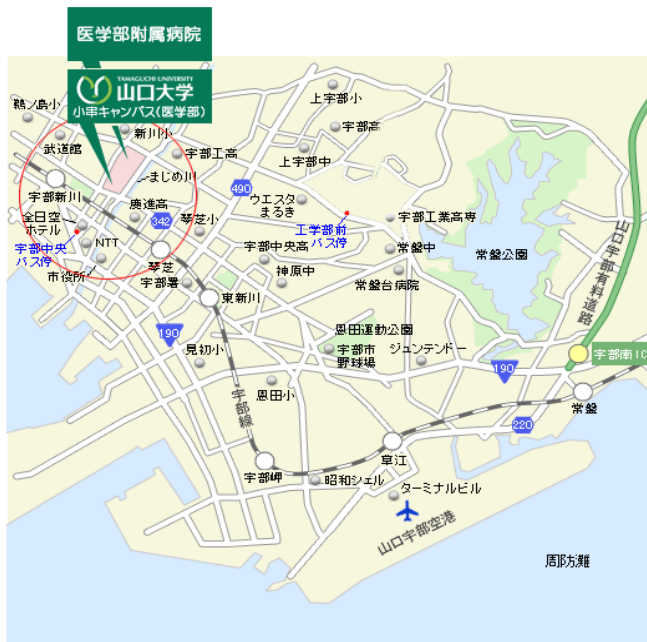 医学部附属病院
YAMAGUCHI UNIVERSITY
山口大学
小串キャンパス(医学部)
鵜ノ島小
新川小
武道館
上宇部小
宇部高
宇部工高
上宇部中
まじめ川
宇部新川
490
ウエスタ
まるき
慶進高
342
琴芝小
全日空
ホテル
宇部中央
バス停
NTT
市役所
工学部前
バス停
宇部工業高専
常盤中
常盤公園
山口宇部有料道路
宇部中央高
琴芝
神原中
常盤台病院
宇部署
東新川
190
恩田運動公園
宇部市
野球場
ジュンテンドー
見初小
宇部線
恩田小
190
宇部南IC
常盤
220
草江
宇部岬
昭和シェル
ターミナルビル
山口宇部空港
周防灘